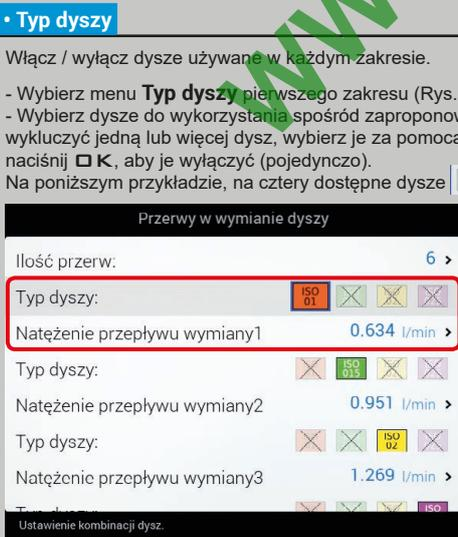 • Typ dyszy
Włącz / wyłącz dysze używane w każdym zakresie.
- Wybierz menu Typ dyszy pierwszego zakresu (Rys.
- Wybierz dysze do wykorzystania spośród zaproponow
wykluczyć jedną lub więcej dysz, wybierz je za pomocą
naciśnij OK, aby je wyłączyć (pojedynczo).
Na poniższym przykładzie, na cztery dostępne dysze
Przerwy w wymianie dyszy
Ilość przerw: 6 >
Typ dyszy: ISO 01
Natężenie przepływu wymiany1 0.634 l/min >
Typ dyszy: ISO 015
Natężenie przepływu wymiany2 0.951 l/min >
Typ dyszy: ISO 02
Natężenie przepływu wymiany3 1.269 l/min >
Typ dyszy: ISO
Ustawienie kombinacji dysz.